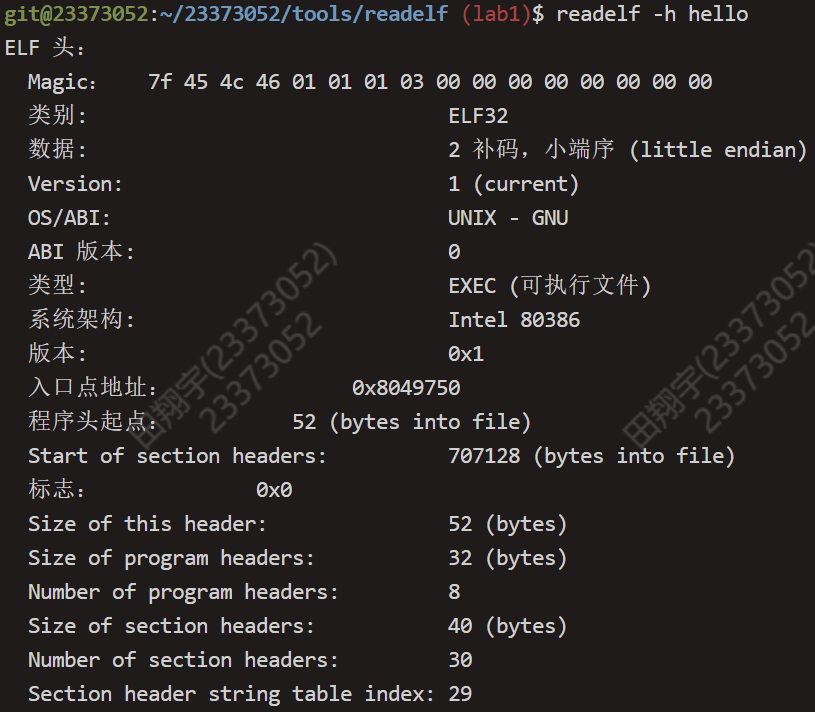 git@23373052:~/23373052/tools/readelf (lab1)$ readelf -h hello
ELF 头：
  Magic：   7f 45 4c 46 01 01 01 03 00 00 00 00 00 00 00 00
  类别:                              ELF32
  数据:                              2 补码，小端序 (little endian)
  Version:                           1 (current)
  OS/ABI:                            UNIX - GNU
  ABI 版本:                          0
  类型:                              EXEC (可执行文件)
  系统架构:                          Intel 80386
  版本:                              0x1
  入口点地址：               0x8049750
  程序头起点：          52 (bytes into file)
  Start of section headers:          707128 (bytes into file)
  标志：             0x0
  Size of this header:               52 (bytes)
  Size of program headers:           32 (bytes)
  Number of program headers:         8
  Size of section headers:           40 (bytes)
  Number of section headers:         30
  Section header string table index: 29
田翔宇(23373052)
23373052
田翔宇(23373052)
23373052